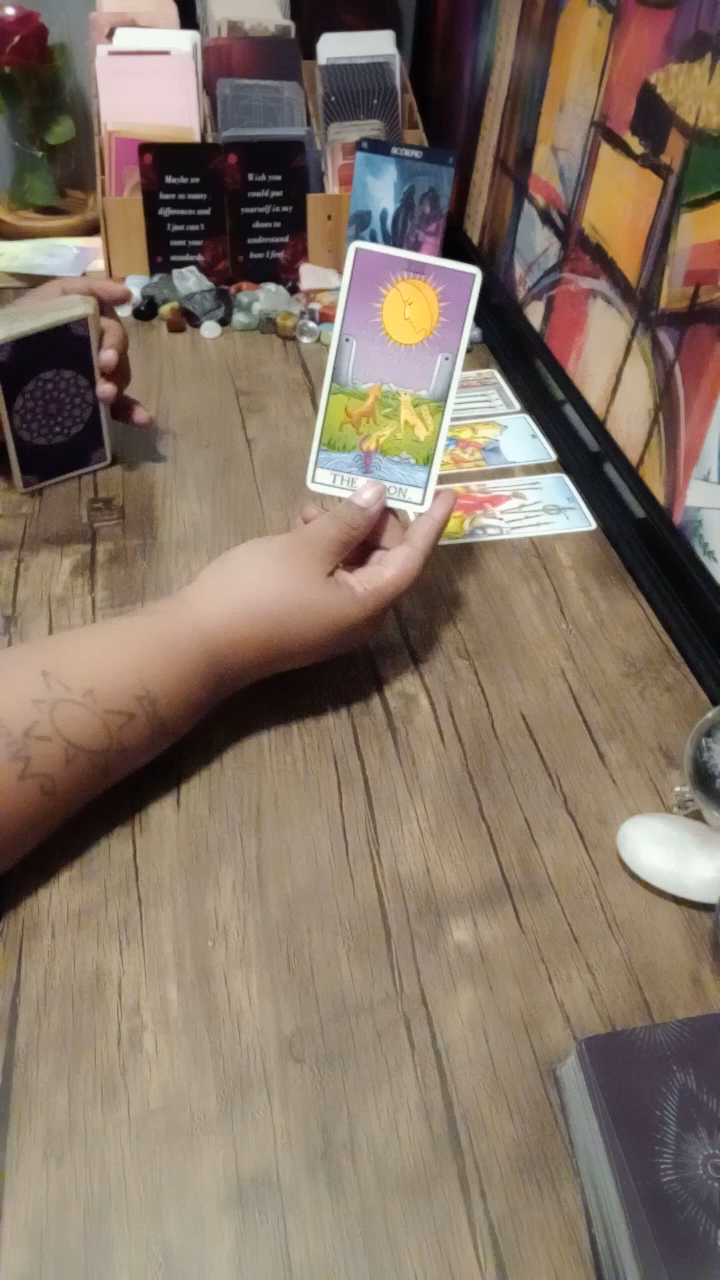 SCORPIO
Maybe we
have so many
differences and
I just can't
meet your
standards.
Wish you
could put
yourself in my
shoes to
understand
how I feel.
THE OON.